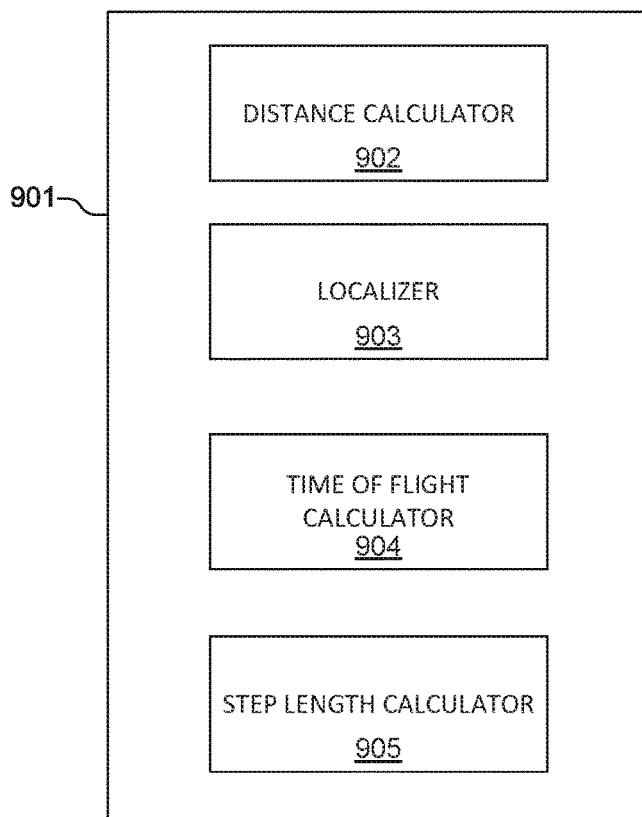 DISTANCE CALCULATOR
902
901
LOCALIZER
903
TIME OF FLIGHT
CALCULATOR
904
STEP LENGTH CALCULATOR
905